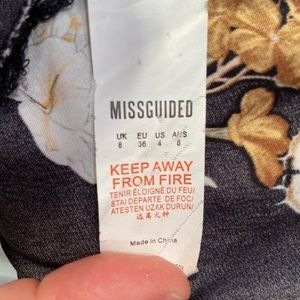 MISSGUIDED
UK EU US AUS
8 36 4 8
KEEP AWAY
FROM FIRE
TENIR ÉLOIGNÉ DU FEU/
STAI DEPARTE DE FOC/
ATESTEN UZAK DURUN/
远离火种
Made in China